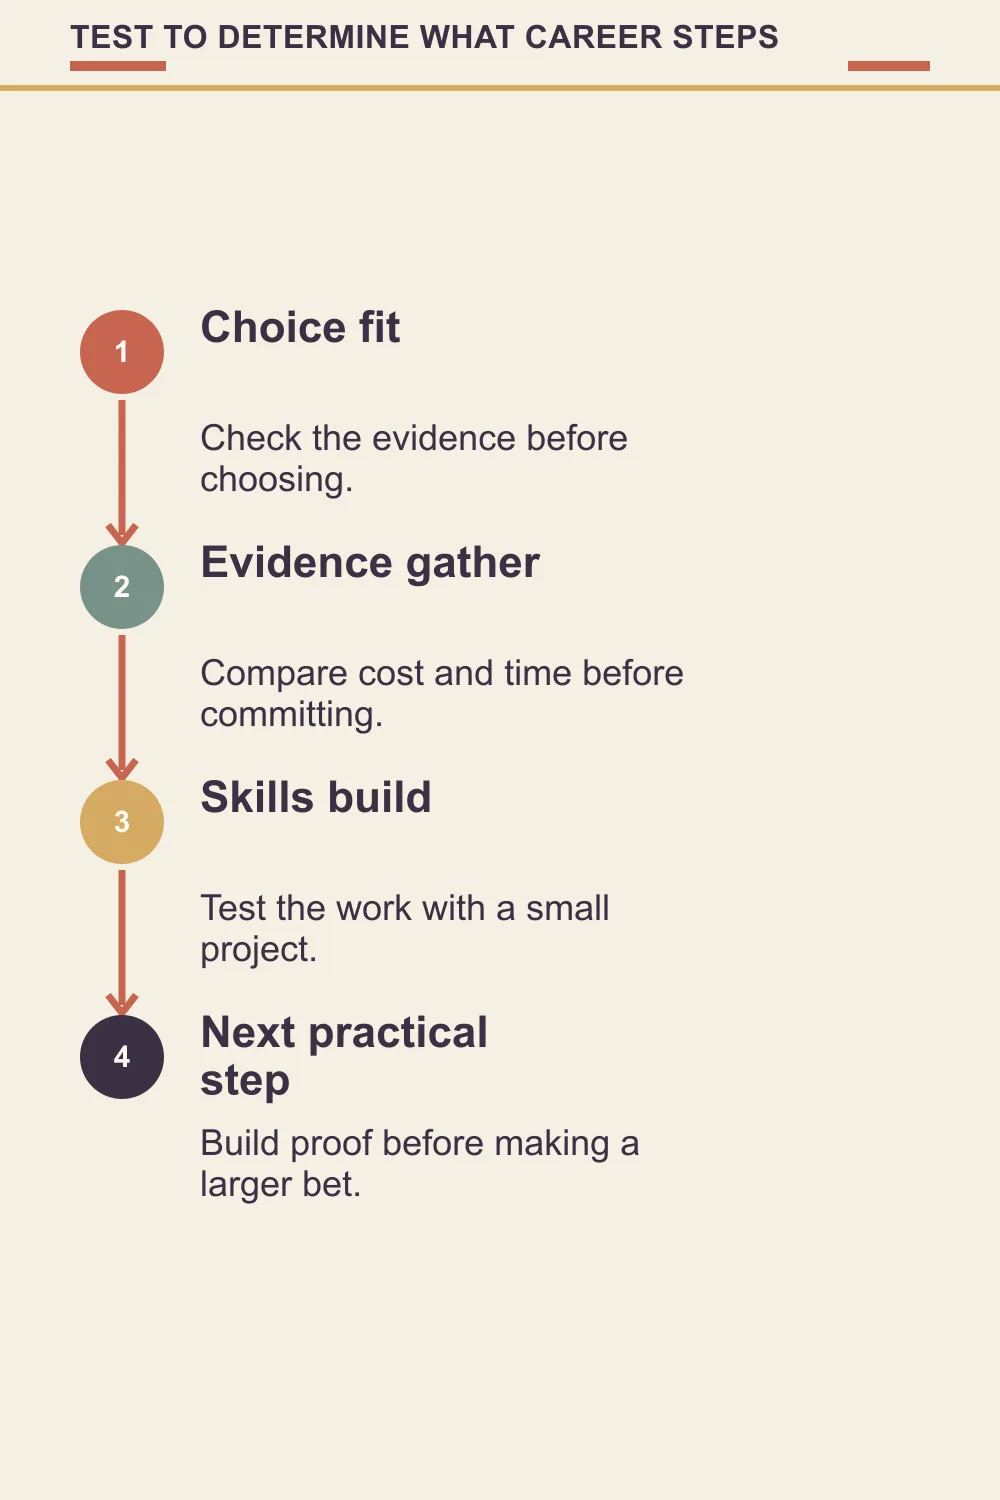 TEST TO DETERMINE WHAT CAREER STEPS
1
Choice fit
Check the evidence before
choosing.
2
Evidence gather
Compare cost and time before
committing.
3
Skills build
Test the work with a small
project.
4
Next practical
step
Build proof before making a
larger bet.